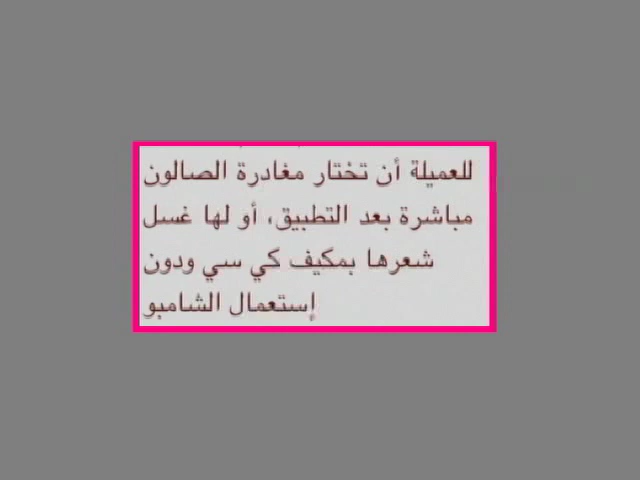 للعميلة أن تختار مغادرة الصالون
مباشرة بعد التطبيق، أو لها غسل
شعرها بمكيف كي سي ودون
إستعمال الشامبو